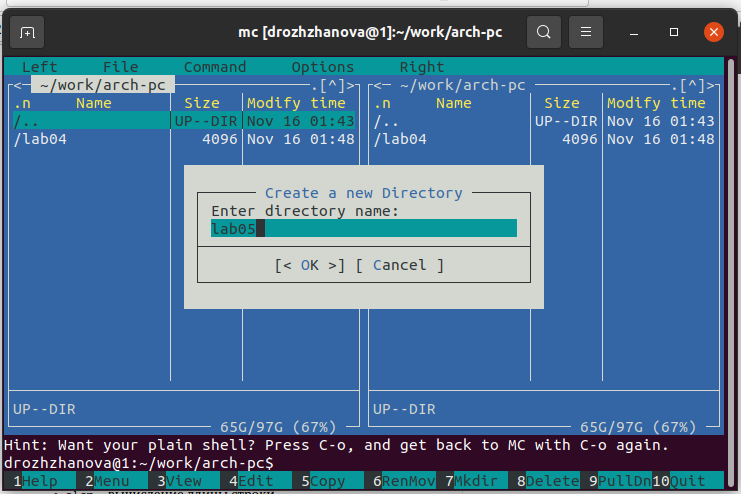 mc [drozhzhanova@1]:~/work/arch-pc
Left File Command Options Right
<─ ~/work/arch-pc ─.[^]> <─ ~/work/arch-pc ─.[^]>
.n Name Size Modify time .n Name Size Modify time
/.. UP--DIR Nov 16 01:43 /.. UP--DIR Nov 16 01:43
/lab04 4096 Nov 16 01:48 /lab04 4096 Nov 16 01:48
Create a new Directory
Enter directory name:
lab05
[< OK >] [ Cancel ]
UP--DIR UP--DIR
65G/97G (67%) 65G/97G (67%)
Hint: Want your plain shell? Press C-o, and get back to MC with C-o again.
drozhzhanova@1:~/work/arch-pc$
1Help 2Menu 3View 4Edit 5Copy 6RenMov 7Mkdir 8Delete 9PullDn 10Quit